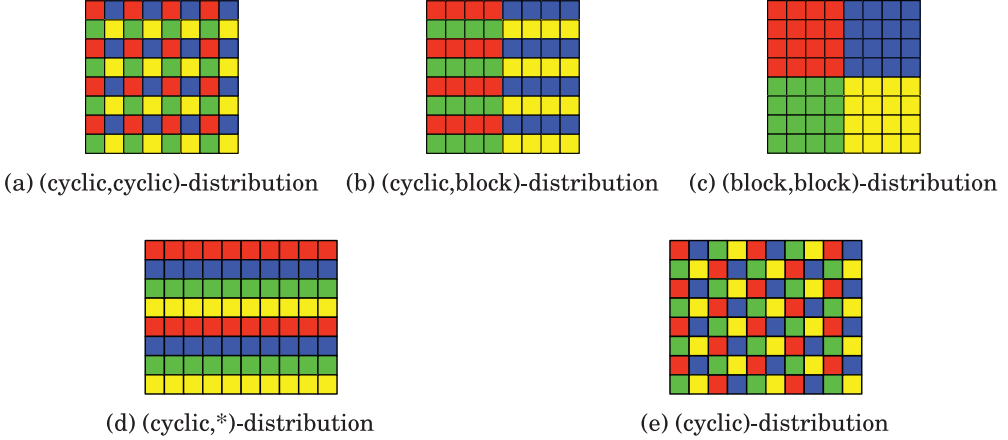 (a) (cyclic,cyclic)-distribution
(b) (cyclic,block)-distribution
(c) (block,block)-distribution
(d) (cyclic,*)-distribution
(e) (cyclic)-distribution